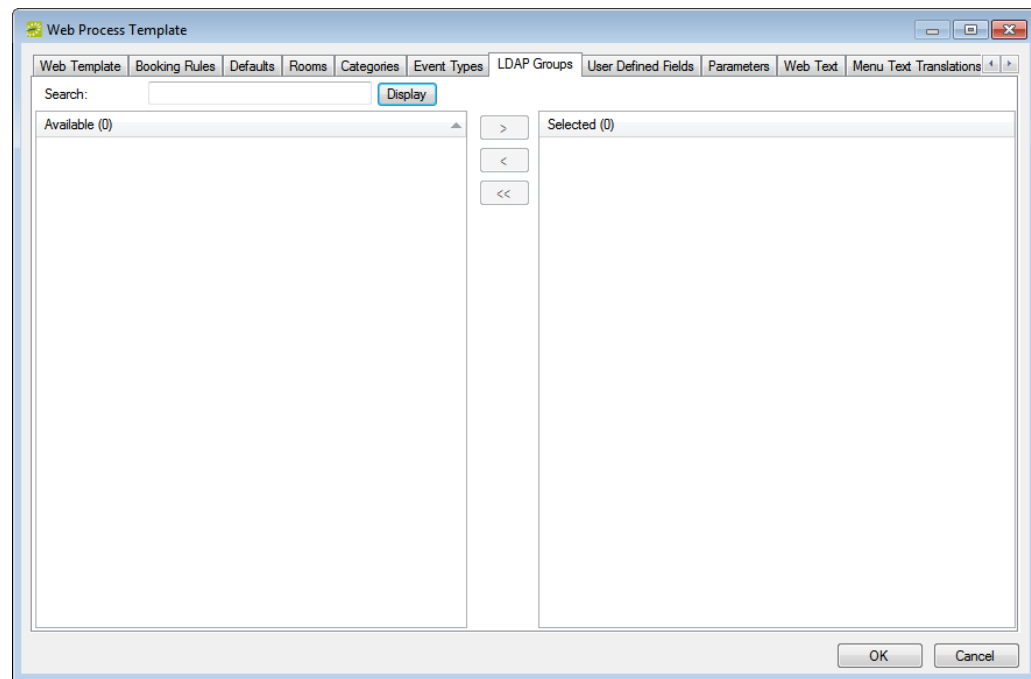 Web Process Template
Web Template Booking Rules Defaults Rooms Categories Event Types LDAP Groups User Defined Fields Parameters Web Text Menu Text Translations
Search: Display
Available (0) > Selected (0)
<
<<
OK Cancel